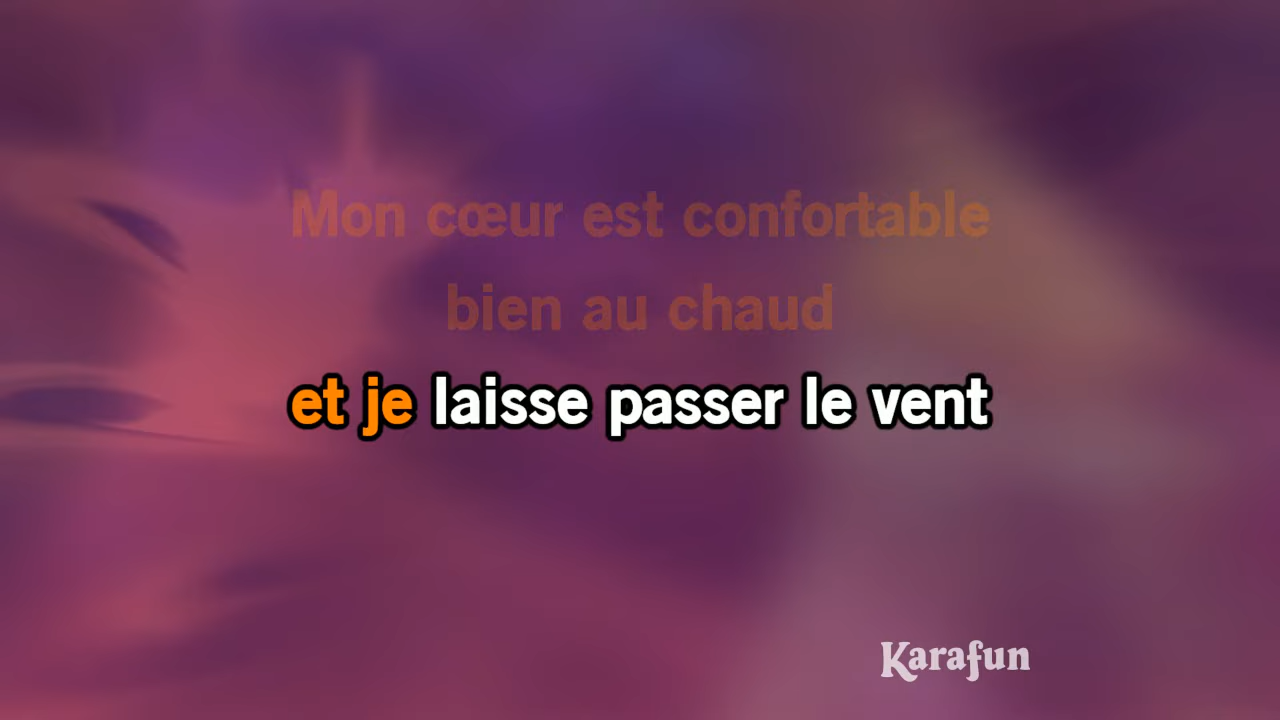 Mon cœur est confortable
bien au chaud
et je laisse passer le vent
Karafun